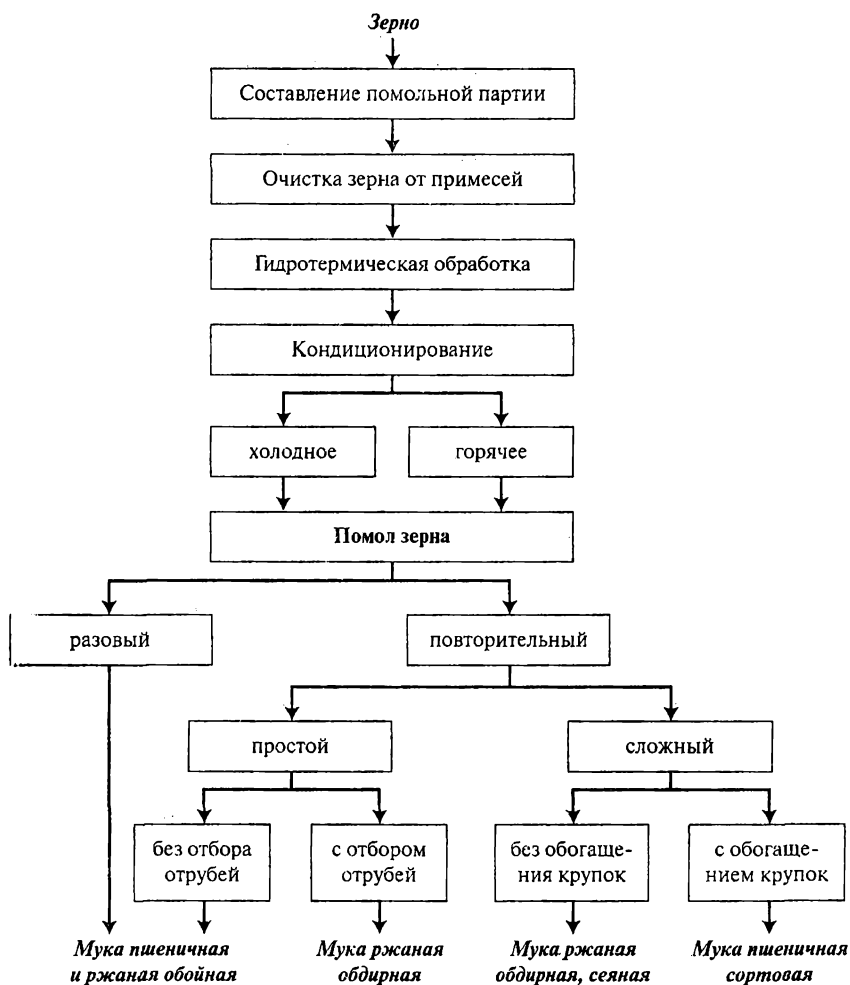 Зерно
Составление помольной партии
Очистка зерна от примесей
Гидротермическая обработка
Кондиционирование
холодное
горячее
Помол зерна
разовый
повторительный
простой
сложный
без отбора
отрубей
с отбором
отрубей
без обогаще-
ния крупок
с обогаще-
нием крупок
Мука пшеничная
и ржаная обойная
Мука ржаная
обдирная
Мука ржаная
обдирная, сеяная
Мука пшеничная
сортовая